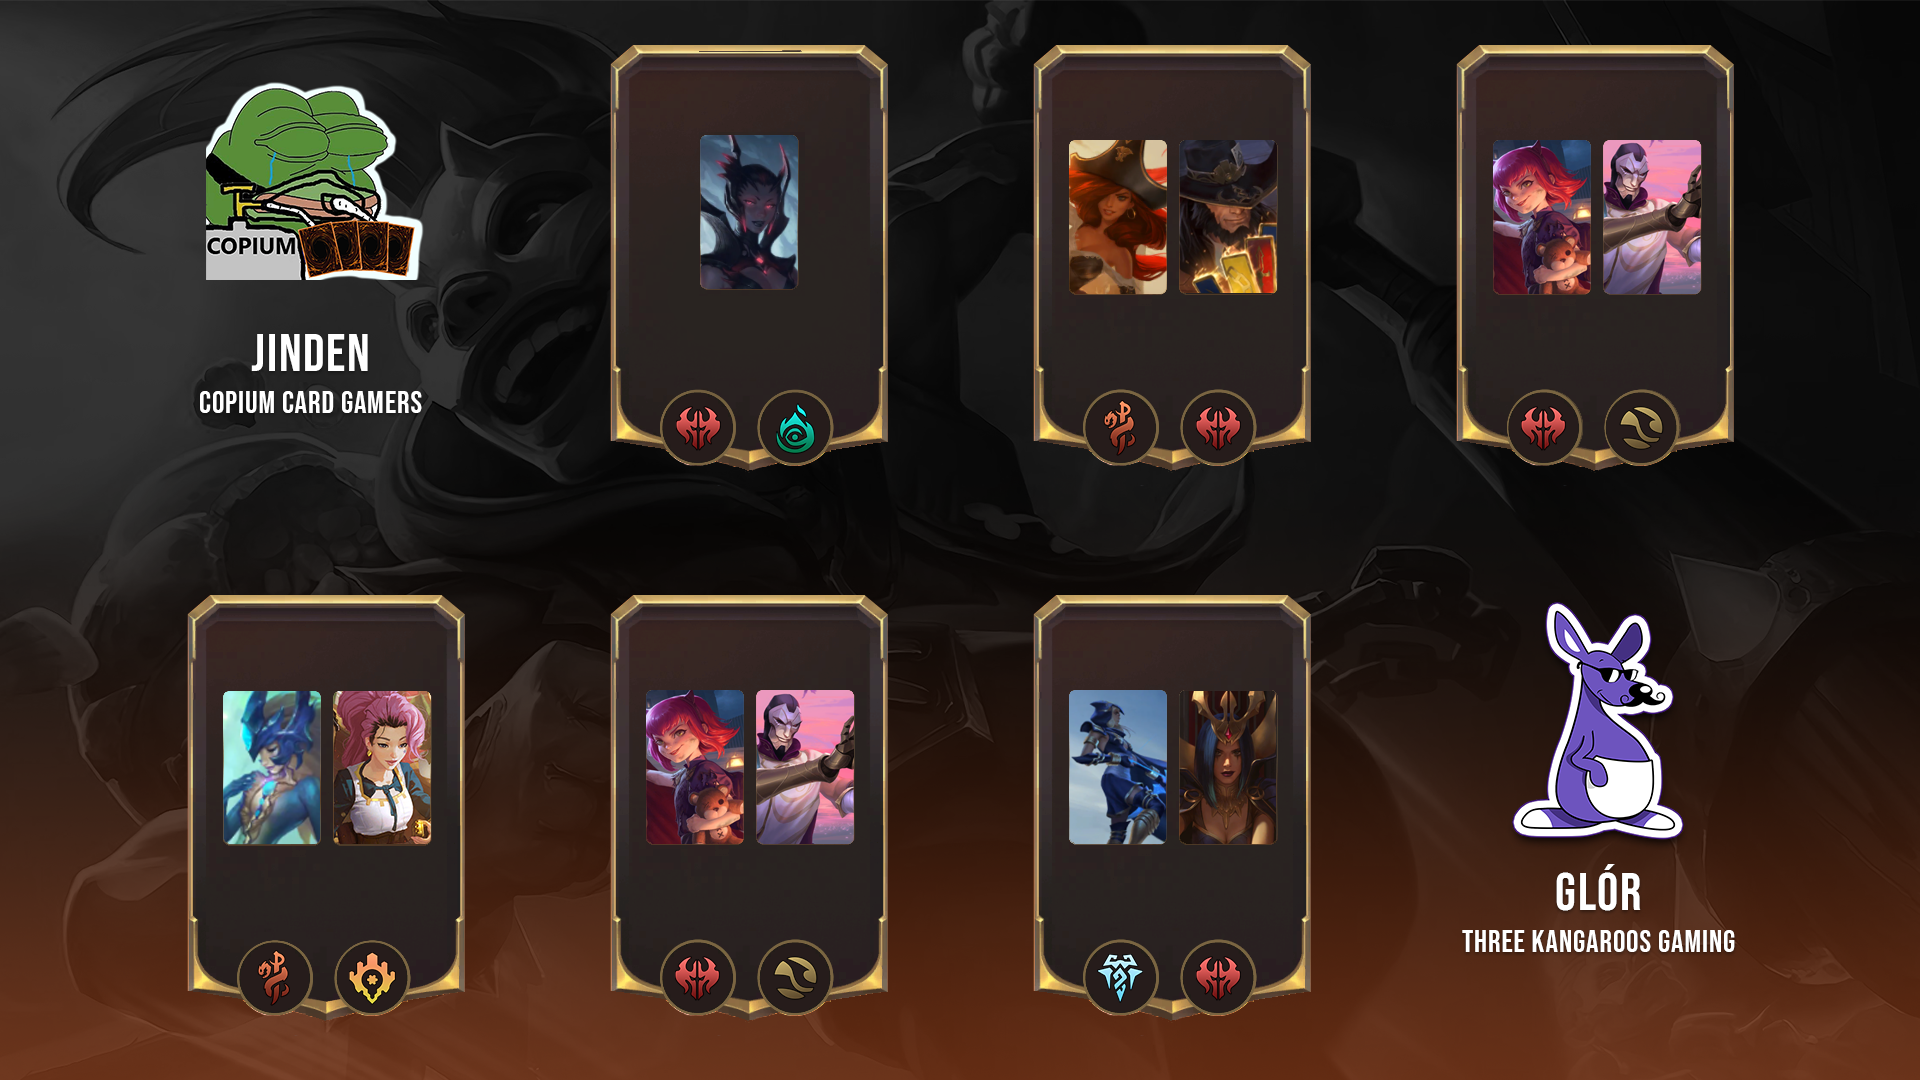 COPIUM
JINDEN
COPIUM CARD GAMERS
GLÓR
THREE KANGAROOS GAMING